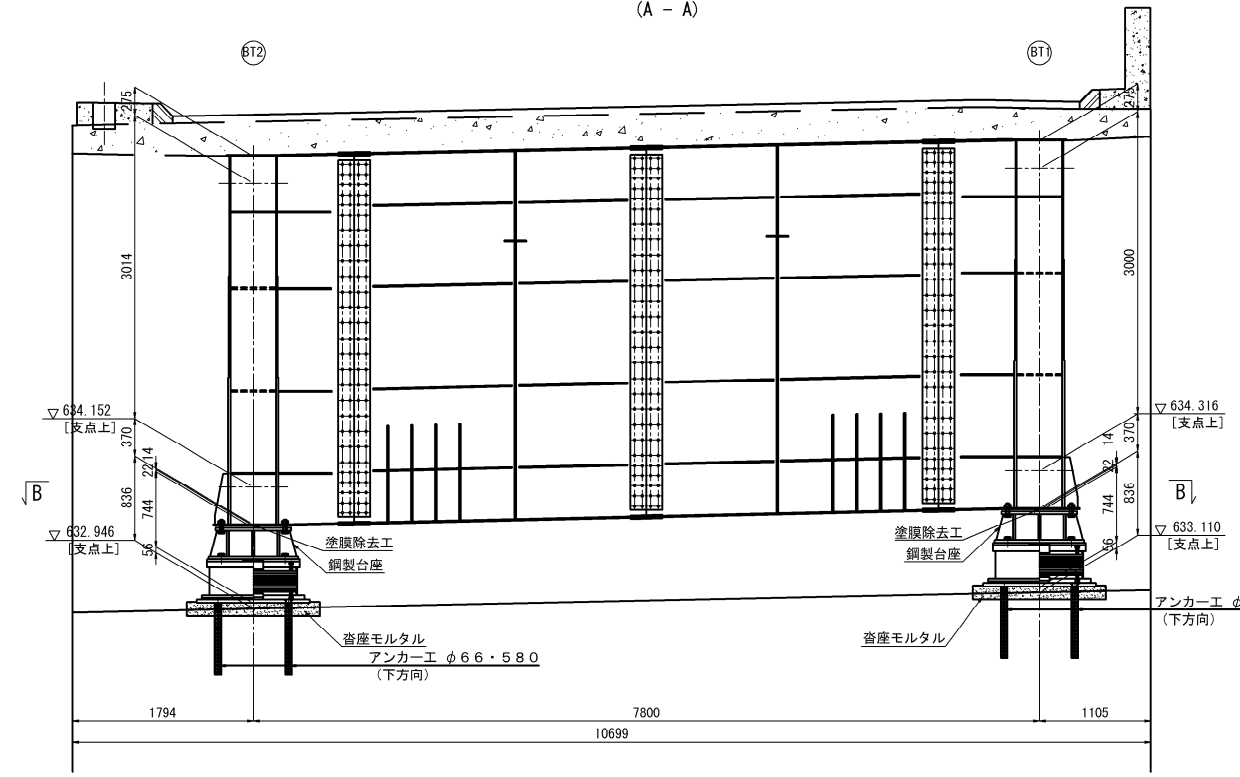 (A - A)
BT2
BT1
275
275
3014
3000
▽ 634.152
[支点上]
▽ 634.316
[支点上]
370
14
22
836
744
56
14
370
22
836
744
56
B
B
▽ 632.946
[支点上]
▽ 633.110
[支点上]
塗膜除去工
鋼製台座
塗膜除去工
鋼製台座
沓座モルタル
アンカー工 φ66・580
(下方向)
沓座モルタル
アンカー工 φ
(下方向)
1794
7800
1105
10699